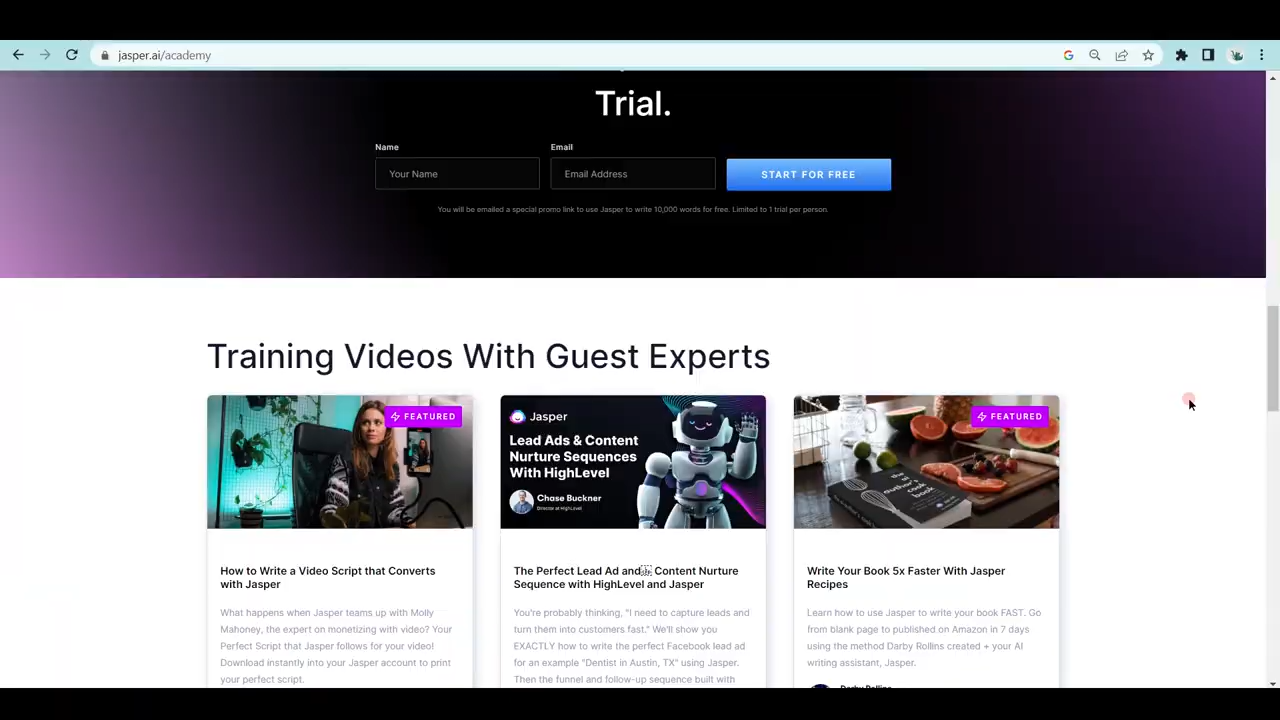 jasper.ai/academy
Trial.
Name
Email
Your Name
Email Address
START FOR FREE
You will be emailed a special promo link to use Jasper to write 10,000 words for free. Limited to 1 trial per person.
Training Videos With Guest Experts
FEATURED
Jasper
Lead Ads & Content
Nurture Sequences
With HighLevel
Chase Buckner
Director at HighLevel
FEATURED
the ai
author's
cook
book
How to Write a Video Script that Converts
with Jasper
What happens when Jasper teams up with Molly
Mahoney, the expert on monetizing with video? Your
Perfect Script that Jasper follows for your video!
Download instantly into your Jasper account to print
your perfect script.
The Perfect Lead Ad and Content Nurture
Sequence with HighLevel and Jasper
You're probably thinking, "I need to capture leads and
turn them into customers fast." We'll show you
EXACTLY how to write the perfect Facebook lead ad
for an example "Dentist in Austin, TX" using Jasper.
Then the funnel and follow-up sequence built with
Write Your Book 5x Faster With Jasper
Recipes
Learn how to use Jasper to write your book FAST. Go
from blank page to published on Amazon in 7 days
using the method Darby Rollins created + your AI
writing assistant, Jasper.
Darby Rollins